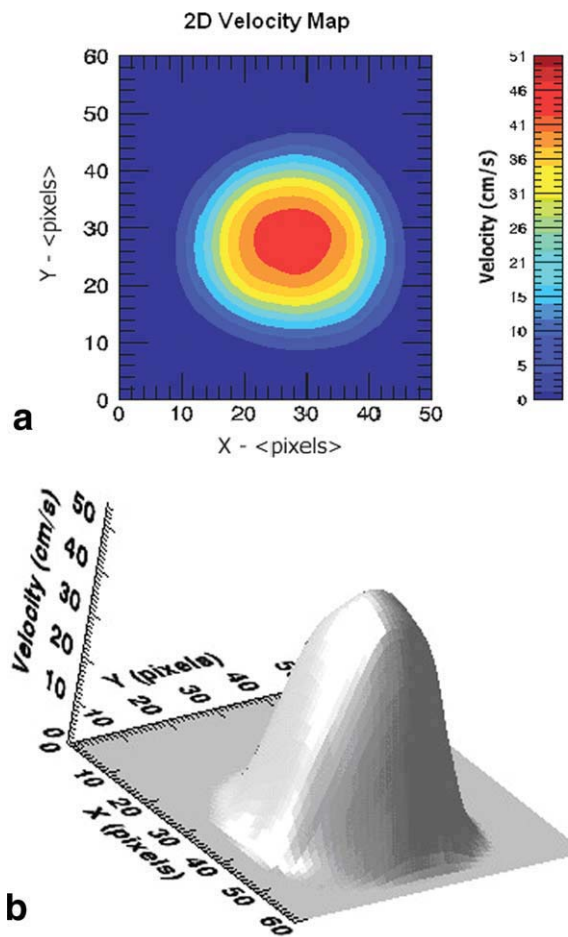 2D Velocity Map
60
50
40
30
20
10
0
Y - <pixels>
0 10 20 30 40 50
X - <pixels>
51
46
41
36
31
26
21
15
10
5
0
Velocity (cm/s)
a
50
40
30
20
10
0
Velocity (cm/s)
Y (pixels)
10 20 30 40
0 10 20 30 40 50 60
X (pixels)
b